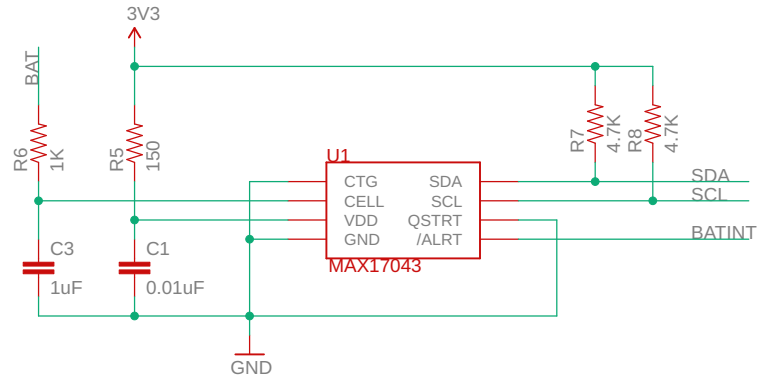 3V3
BAT
R6
1K
R5
150
R7
4.7K
R8
4.7K
U1
CTG
SDA
SDA
CELL
SCL
SCL
VDD
QSTRT
GND
/ALRT
BATINT
MAX17043
C3
1uF
C1
0.01uF
GND